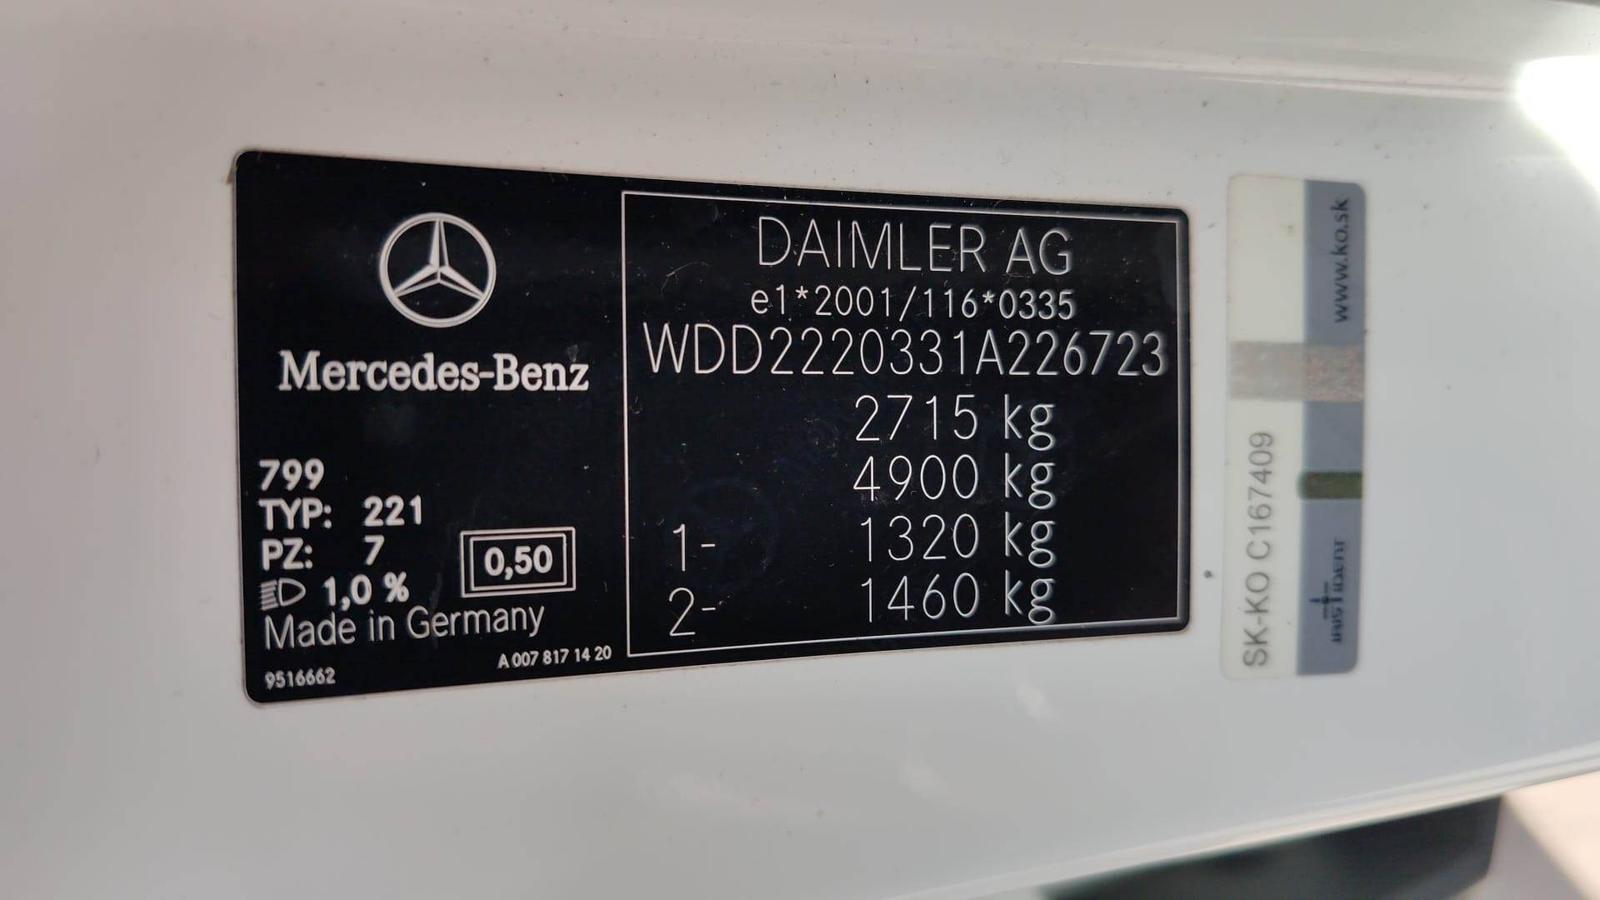 Mercedes-Benz
799
TYP: 221
PZ: 7
1,0 %
0,50
Made in Germany
9516662
A 007 817 14 20
DAIMLER AG
e1*2001/116*0335
WDD2220331A226723
2715 kg
4900 kg
1- 1320 kg
2- 1460 kg
www.ko.sk
SK-KO C167409